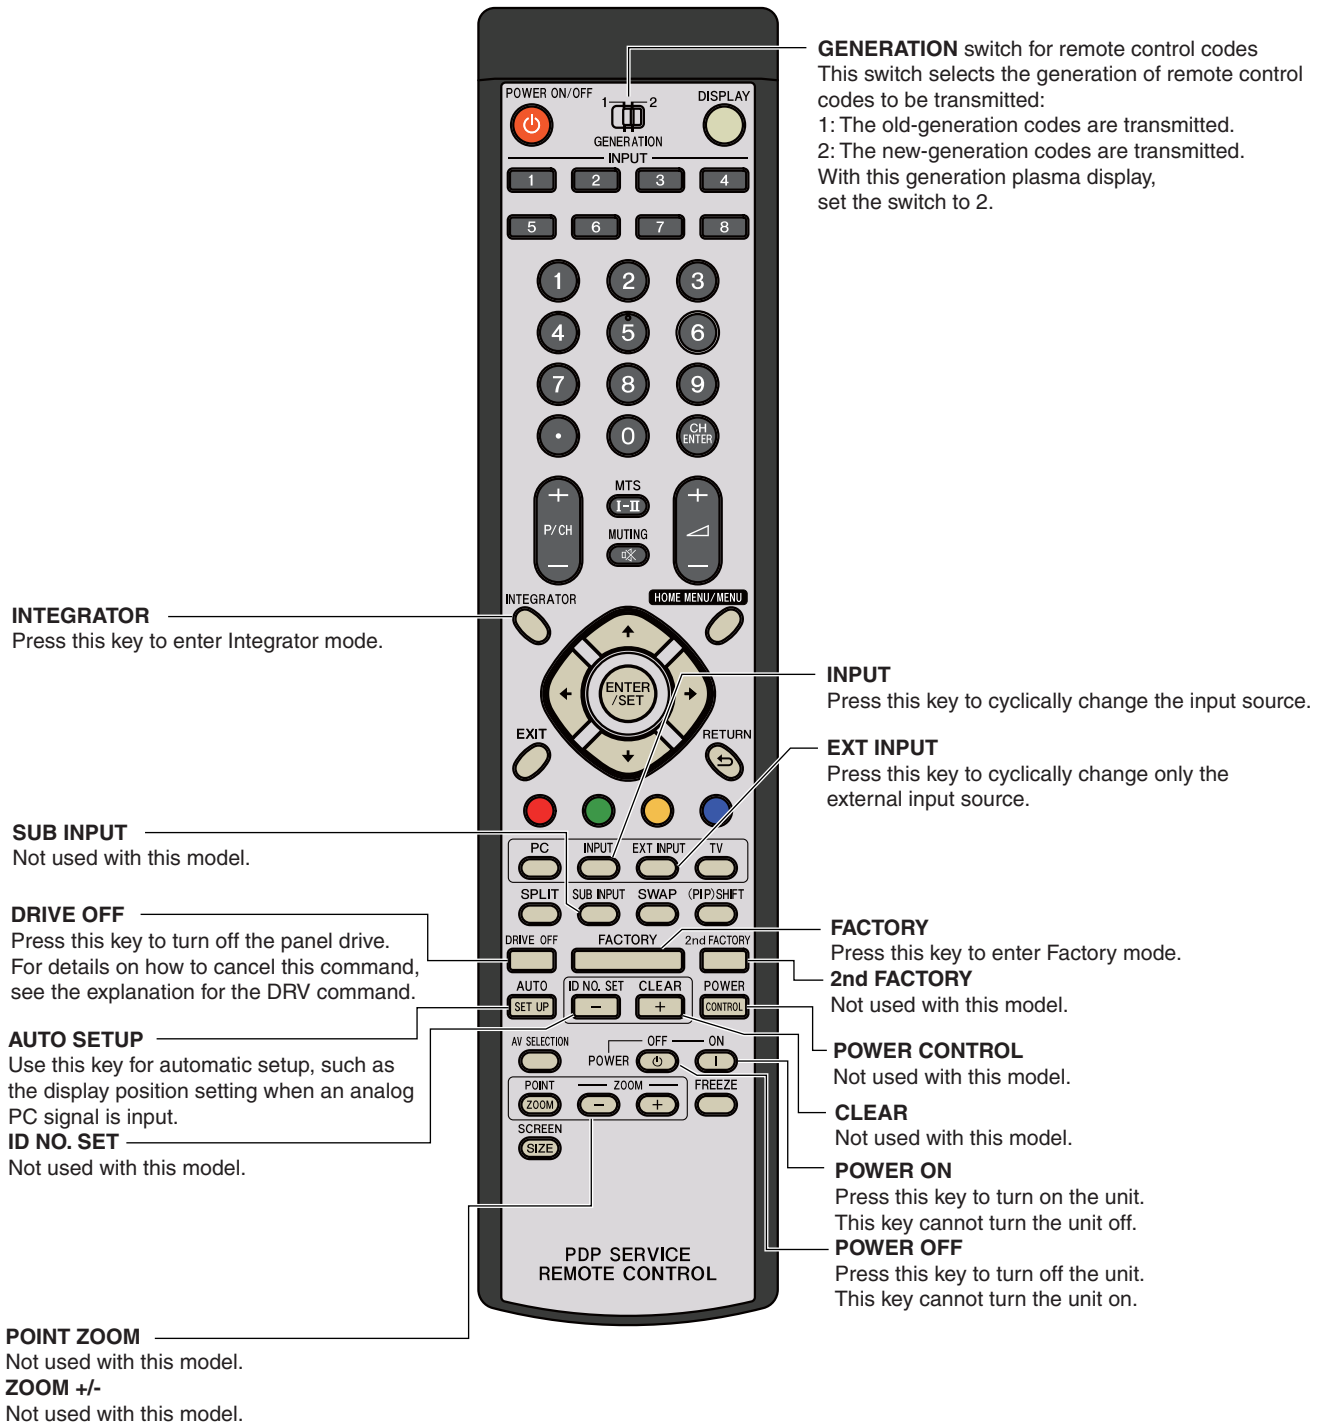 GENERATION switch for remote control codes
This switch selects the generation of remote control
codes to be transmitted:
1: The old-generation codes are transmitted.
2: The new-generation codes are transmitted.
With this generation plasma display,
set the switch to 2.
POWER ON/OFF
1 2
DISPLAY
GENERATION
INPUT
1 2 3 4
5 6 7 8
1 2 3
4 5 6
7 8 9
• 0 CH ENTER
+ MTS +
I-II
P/CH MUTING
– –
INTEGRATOR HOME MENU/MENU
ENTER
/SET
EXIT RETURN
PC INPUT EXT INPUT TV
SPLIT SUB INPUT SWAP (PIP)SHIFT
DRIVE OFF FACTORY 2nd FACTORY
AUTO ID NO. SET CLEAR POWER
SET UP – + CONTROL
AV SELECTION OFF ON
POWER I
POINT ZOOM FREEZE
ZOOM – +
SCREEN
SIZE
PDP SERVICE
REMOTE CONTROL
INTEGRATOR
Press this key to enter Integrator mode.
SUB INPUT
Not used with this model.
DRIVE OFF
Press this key to turn off the panel drive.
For details on how to cancel this command,
see the explanation for the DRV command.
AUTO SETUP
Use this key for automatic setup, such as
the display position setting when an analog
PC signal is input.
ID NO. SET
Not used with this model.
POINT ZOOM
Not used with this model.
ZOOM +/-
Not used with this model.
INPUT
Press this key to cyclically change the input source.
EXT INPUT
Press this key to cyclically change only the
external input source.
FACTORY
Press this key to enter Factory mode.
2nd FACTORY
Not used with this model.
POWER CONTROL
Not used with this model.
CLEAR
Not used with this model.
POWER ON
Press this key to turn on the unit.
This key cannot turn the unit off.
POWER OFF
Press this key to turn off the unit.
This key cannot turn the unit on.